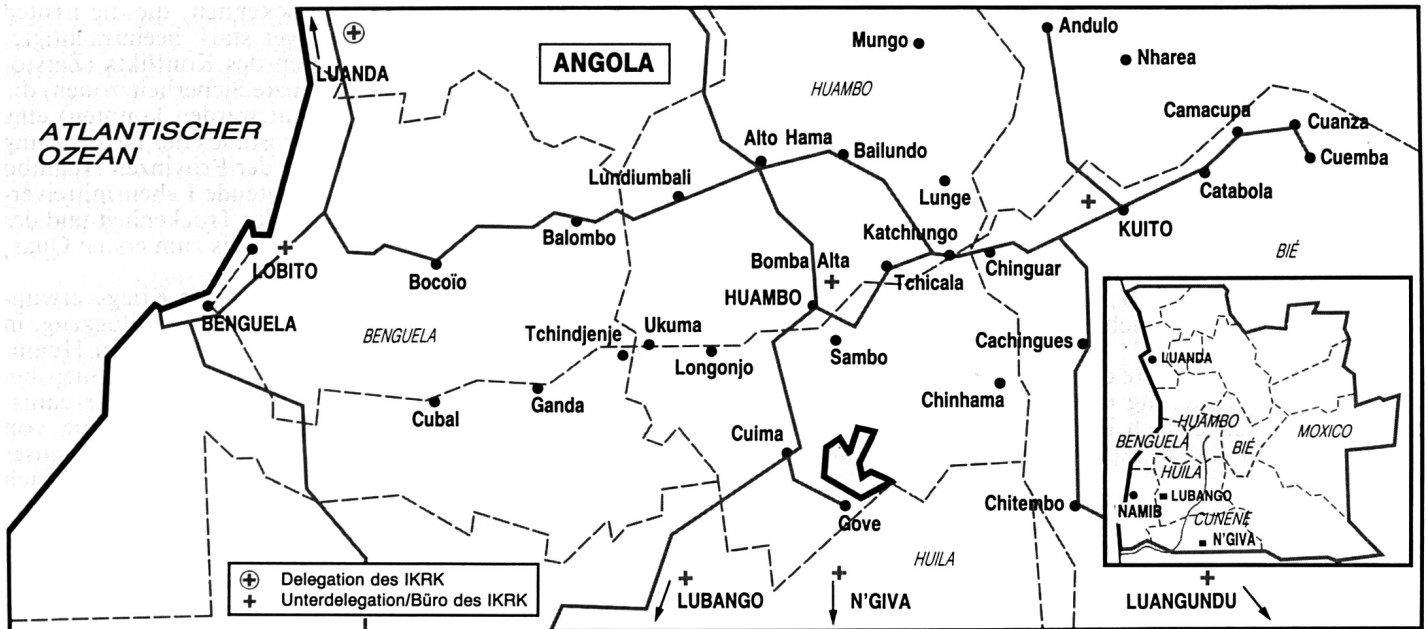 LUANDA
ANGOLA
ATLANTISCHER
OZEAN
HUAMBO
Mungo
Andulo
Nharea
Camacupa
Cuanza
Cuemba
Catabola
Alto Hama
Bailundo
Lundiumbali
Lunge
KUITO
Balombo
Katchiungo
BIÉ
LOBITO
Bocoïo
Bomba Alta
Tchicala
Chinguar
BENGUELA
HUAMBO
BENGUELA
Tchindjenje
Ukuma
Longonjo
Sambo
Cachingues
Cubal
Ganda
Chinhama
Cuima
Gove
Chitembo
HUILA
LUBANGO
N'GIVA
LUANGUNDU
Delegation des IKRK
Unterdelegation/Büro des IKRK
LUANDA
HUAMBO
BENGUELA
BIÉ
MOXICO
HUILA
LUBANGO
NAMIB
CUNENE
N'GIVA